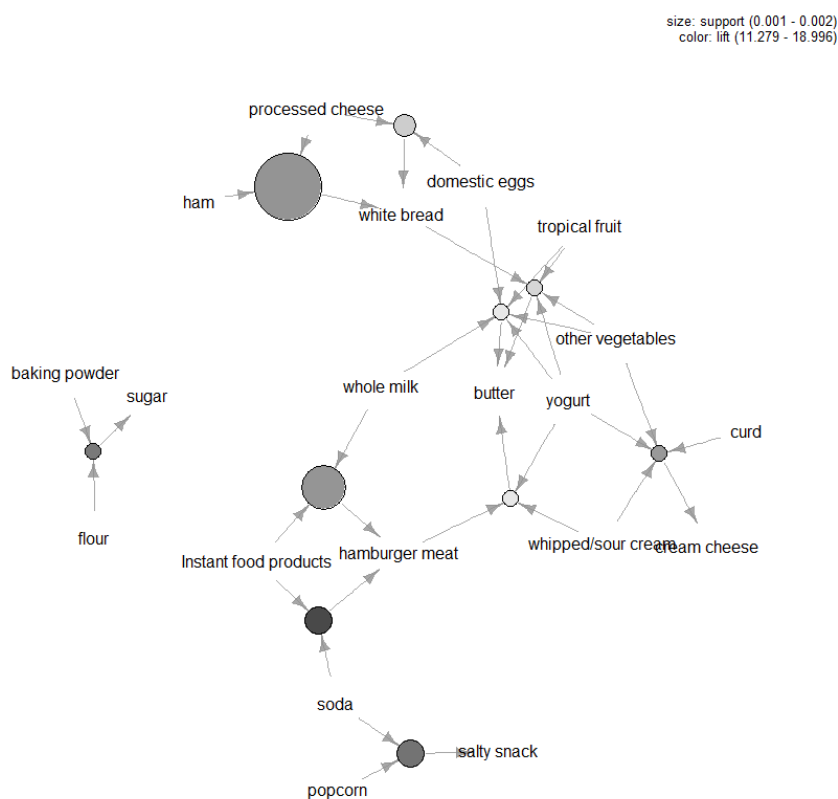 size: support (0.001 - 0.002)
color: lift (11.279 - 18.996)
processed cheese
domestic eggs
ham
white bread
tropical fruit
other vegetables
baking powder
whole milk
sugar
butter
yogurt
curd
flour
hamburger meat
whipped/sour cream
cream cheese
Instant food products
soda
salty snack
popcorn